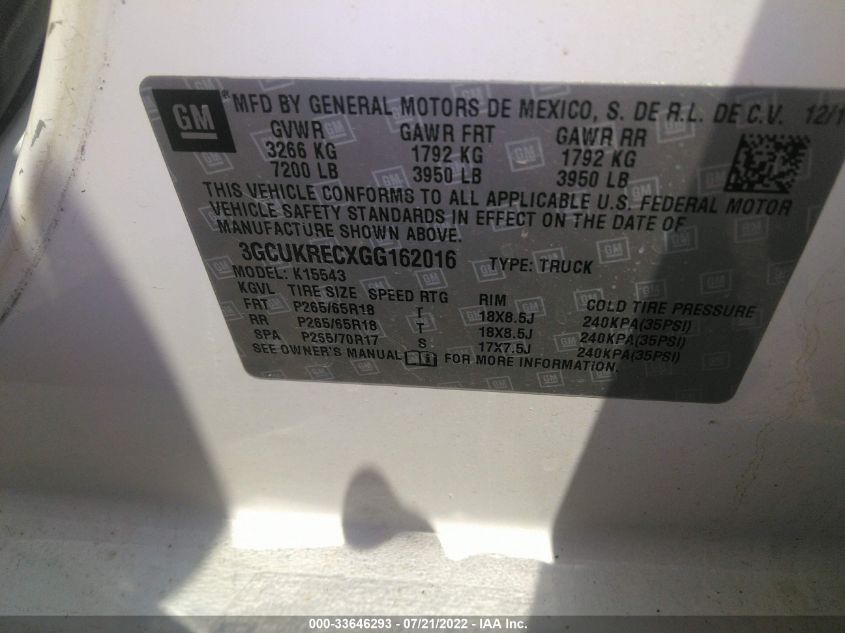 GM ® MFD BY GENERAL MOTORS DE MEXICO, S. DE R.L. DE C.V. 12/1
GVWR GAWR FRT GAWR RR
3266 KG 1792 KG 1792 KG
7200 LB 3950 LB 3950 LB
THIS VEHICLE CONFORMS TO ALL APPLICABLE U.S. FEDERAL MOTOR
VEHICLE SAFETY STANDARDS IN EFFECT ON THE DATE OF
MANUFACTURE SHOWN ABOVE.
3GCUKRECXGG162016 TYPE: TRUCK
MODEL: K15543
KGVL TIRE SIZE SPEED RTG RIM COLD TIRE PRESSURE
FRT P265/65R18 T 18X8.5J 240KPA(35PSI)
RR P265/65R18 T 18X8.5J 240KPA(35PSI)
SPA P255/70R17 S 17X7.5J 240KPA(35PSI)
SEE OWNER'S MANUAL FOR MORE INFORMATION.
000-33646293 - 07/21/2022 - IAA Inc.